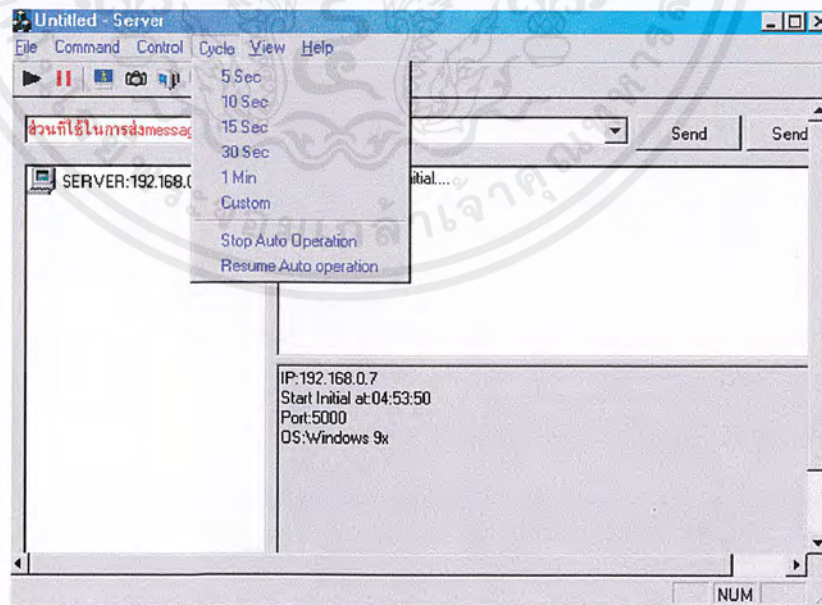 Untitled - Server
File Command Control Cycle View Help
5 Sec
10 Sec
15 Sec
30 Sec
1 Min
Custom
Stop Auto Operation
Resume Auto operation
ส่วนที่ใช้ในการส่งmessag
Send
Send
SERVER:192.168.0
itial....
IP:192.168.0.7
Start Initial at:04:53:50
Port:5000
OS:Windows 9x
NUM